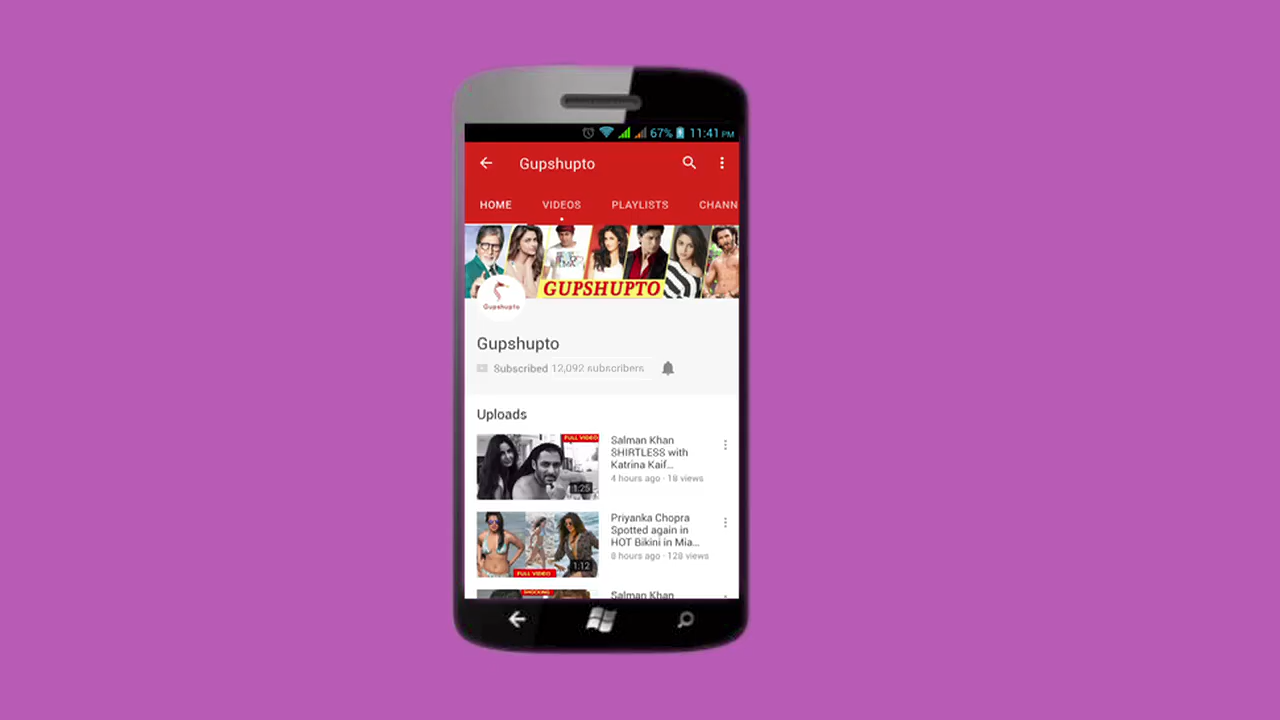 67% 11:41 PM
Gupshupto
HOME VIDEOS PLAYLISTS CHANN
GUPSHUPTO
Gupshupto
Gupshupto
Subscribed 12,092 subscribers
Uploads
FULL VIDEO
1:25
Salman Khan
SHIRTLESS with
Katrina Kaif...
4 hours ago · 18 views
FULL VIDEO
1:12
Priyanka Chopra
Spotted again in
HOT Bikini in Mia...
8 hours ago · 128 views
SHOCKING
Salman Khan